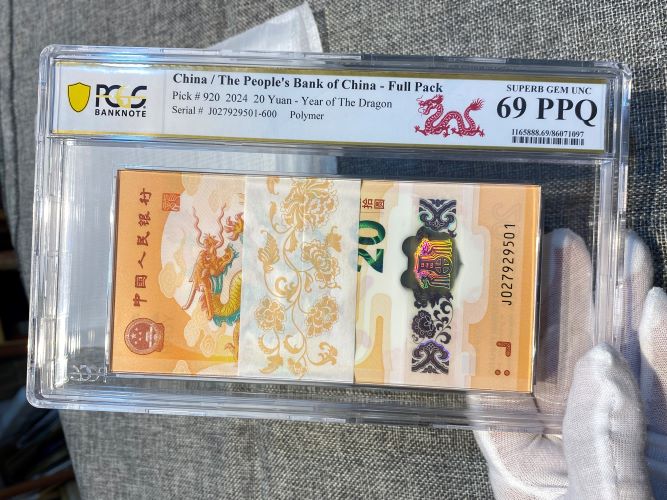 PCGS
BANKNOTE
China / The People's Bank of China - Full Pack
Pick # 920 2024 20 Yuan - Year of The Dragon
Serial # J027929501-600 Polymer
SUPERB GEM UNC
69 PPQ
1165888.69/86071097
中国人民银行
20
拾圆
J027929501